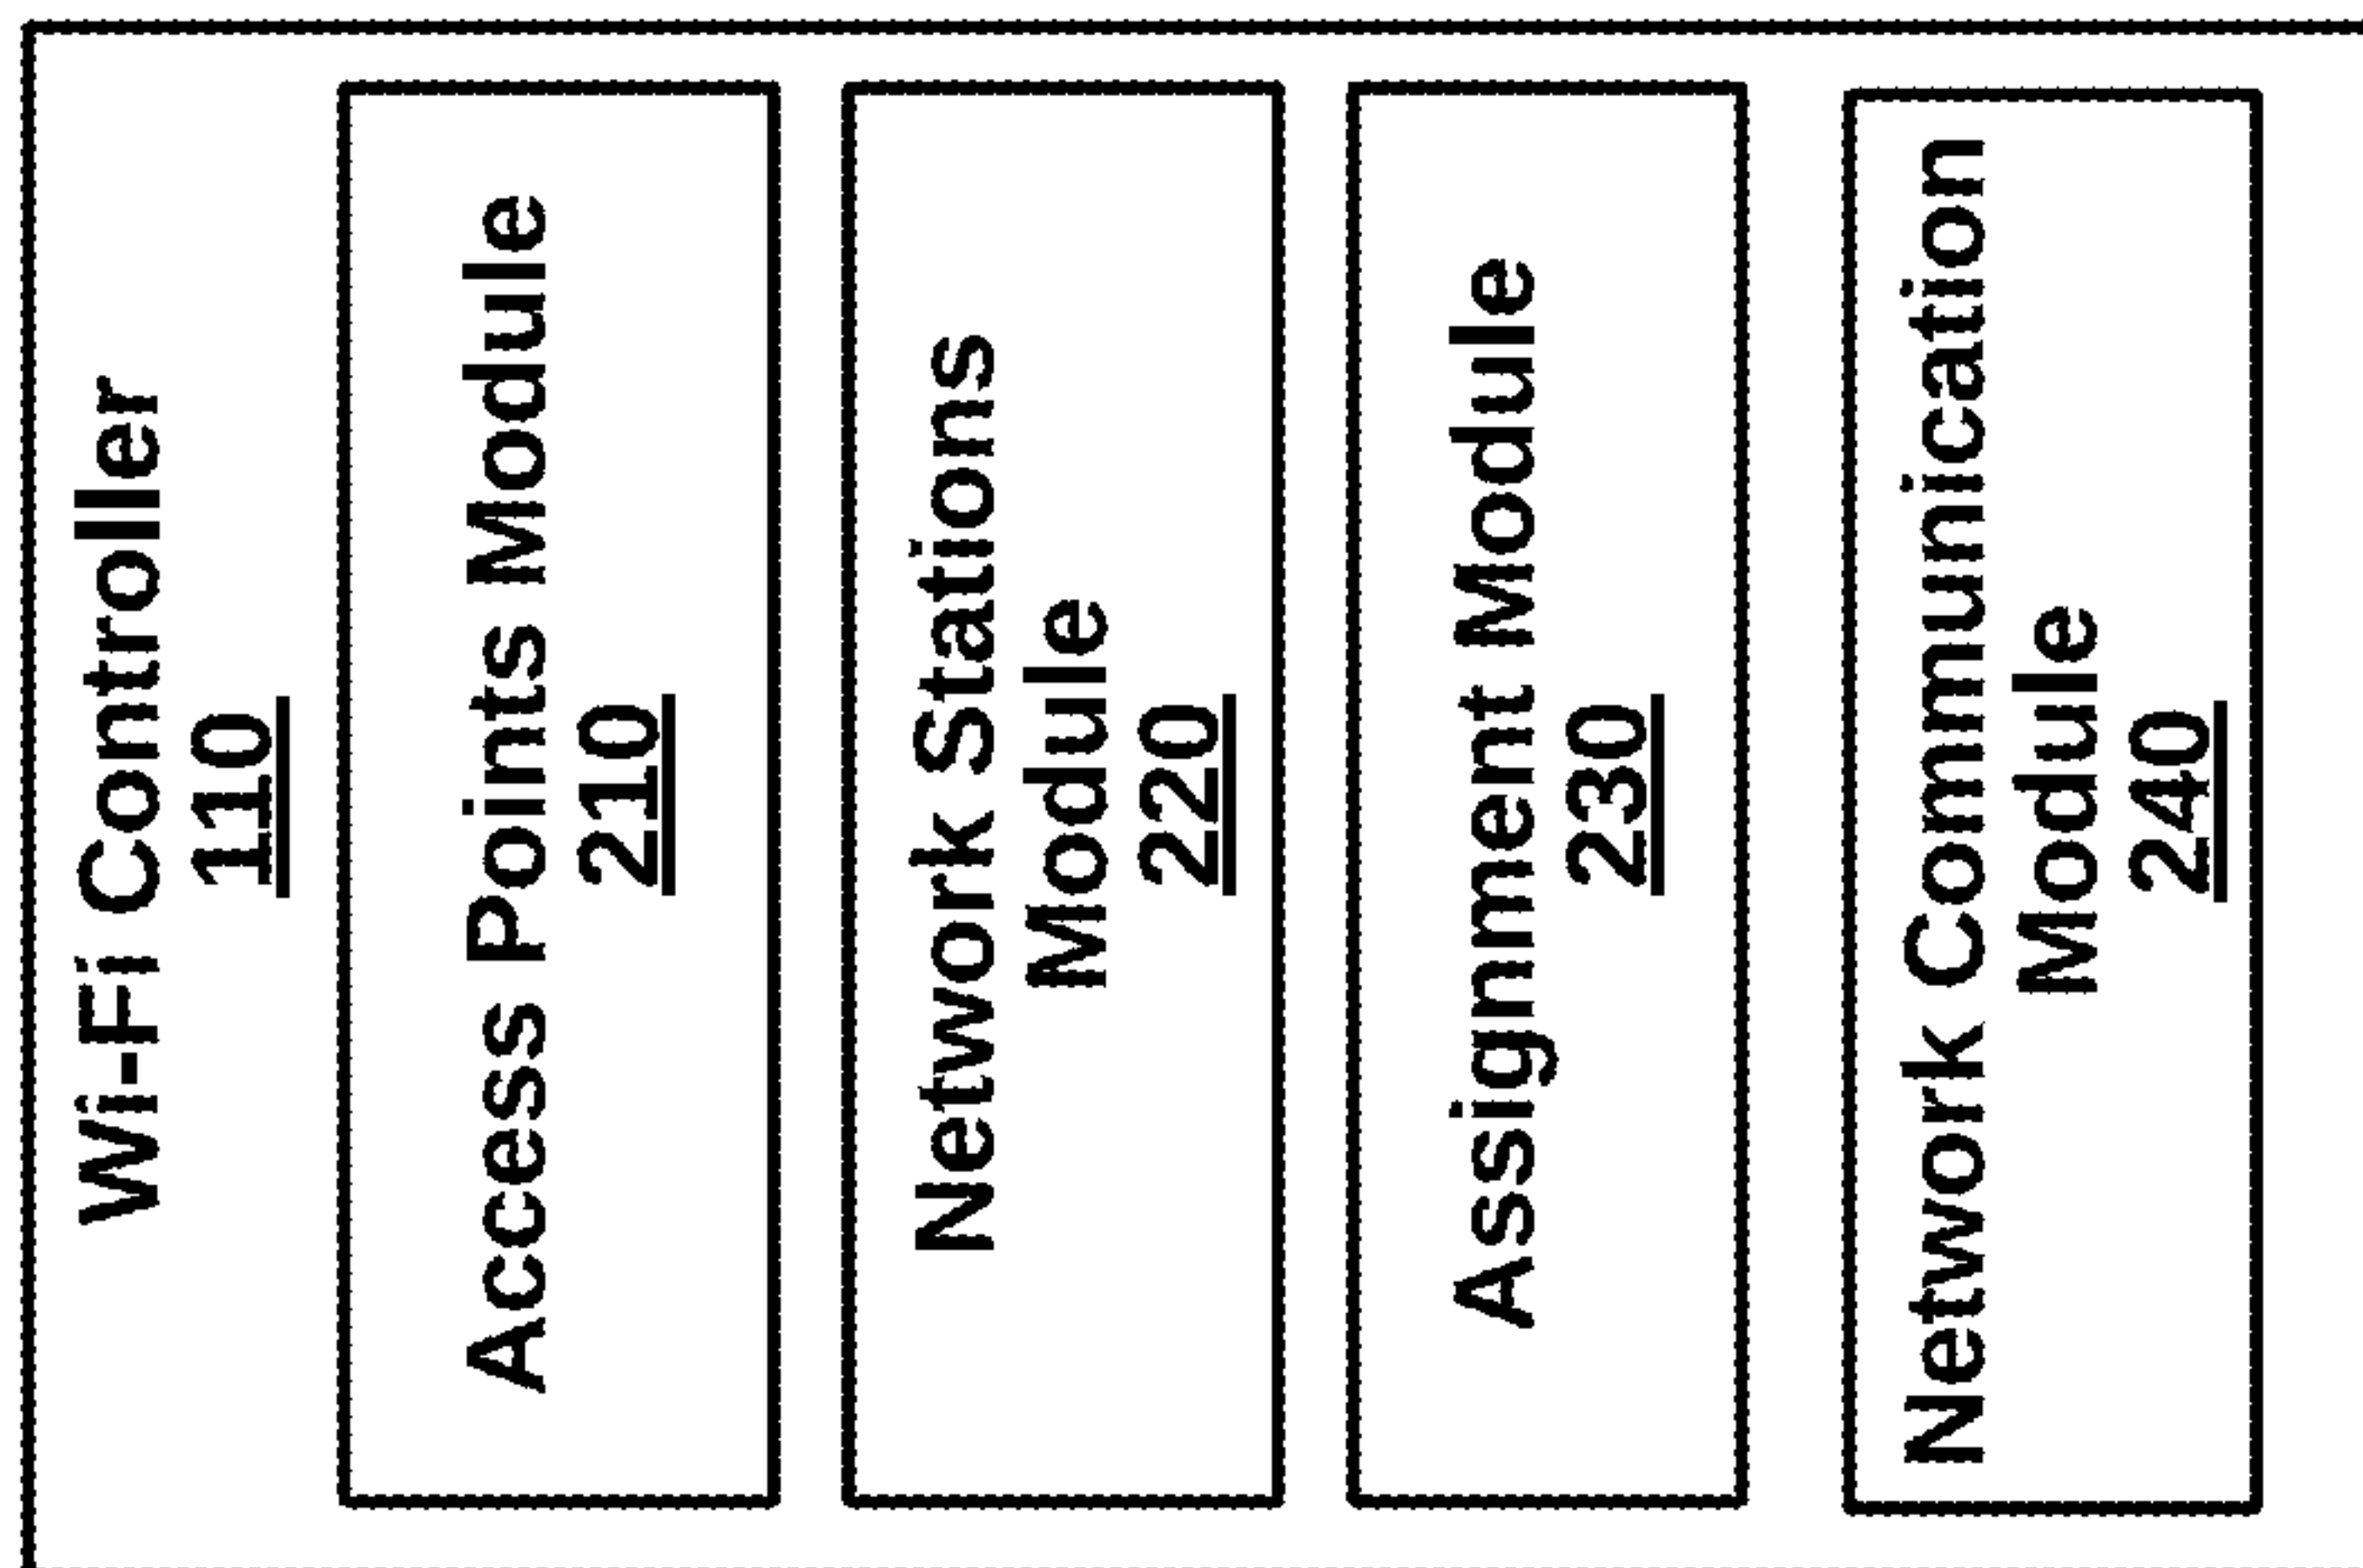 Wi-Fi Controller
110
Access Points Module
210
Network Stations
Module
220
Assignment Module
230
Network Communication
Module
240